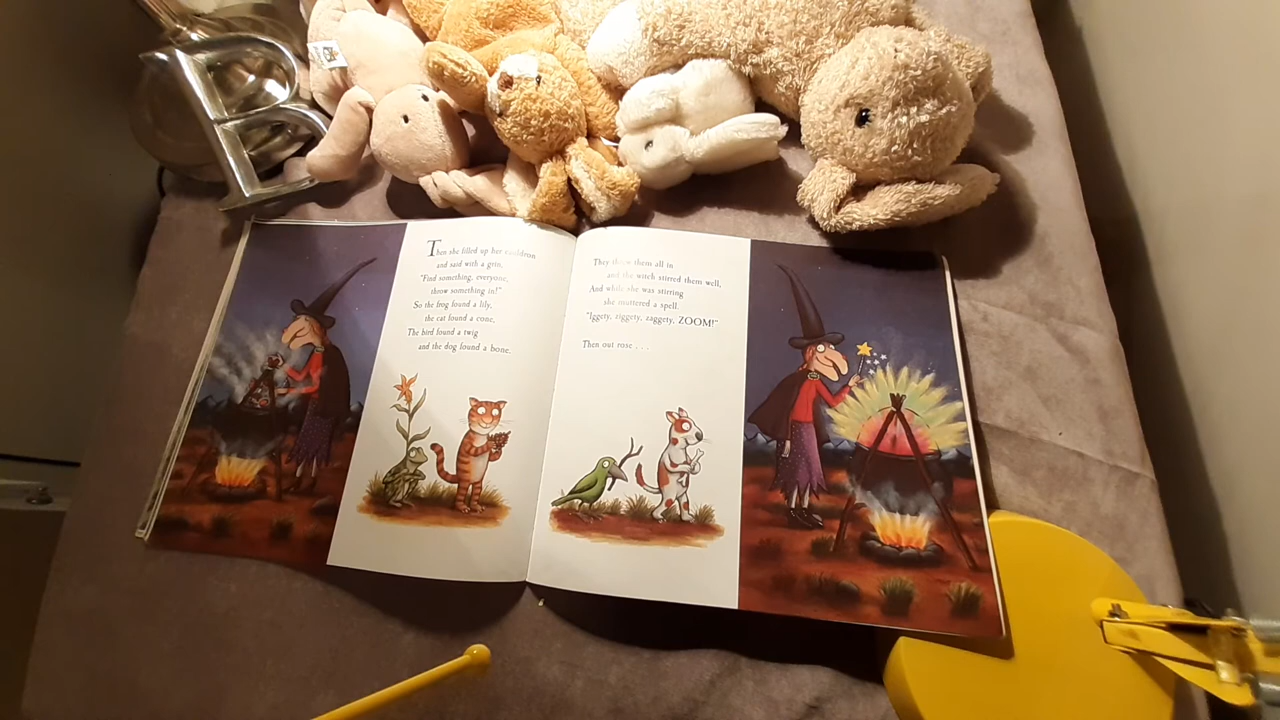 Then she filled up her cauldron
and said with a grin,
"Find something, everyone,
throw something in!"
So the frog found a lily,
the cat found a cone,
The bird found a twig
and the dog found a bone.
They threw them all in
and the witch stirred them well,
And while she was stirring
she muttered a spell.
"Iggety, ziggety, zaggety, ZOOM!"
Then out rose . . .